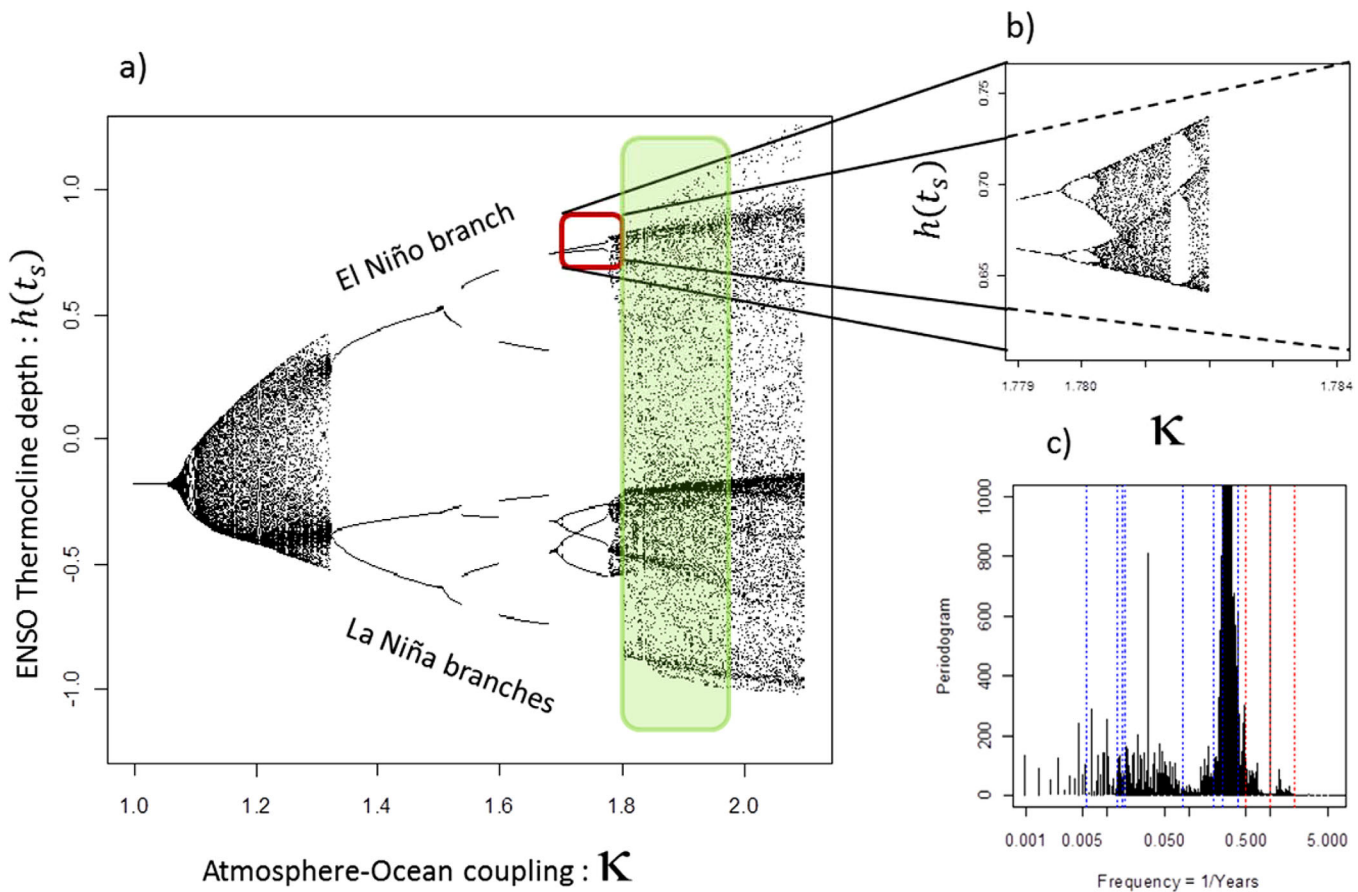 a)
ENSO Thermocline depth : h(tₛ)
1.0
0.5
0.0
-0.5
-1.0
El Niño branch
La Niña branches
1.0 1.2 1.4 1.6 1.8 2.0
Atmosphere-Ocean coupling : κ
b)
h(tₛ)
0.75
0.70
0.65
1.779 1.780 1.784
κ
c)
Periodogram
1000
800
600
400
200
0
0.001 0.005 0.050 0.500 5.000
Frequency = 1/Years